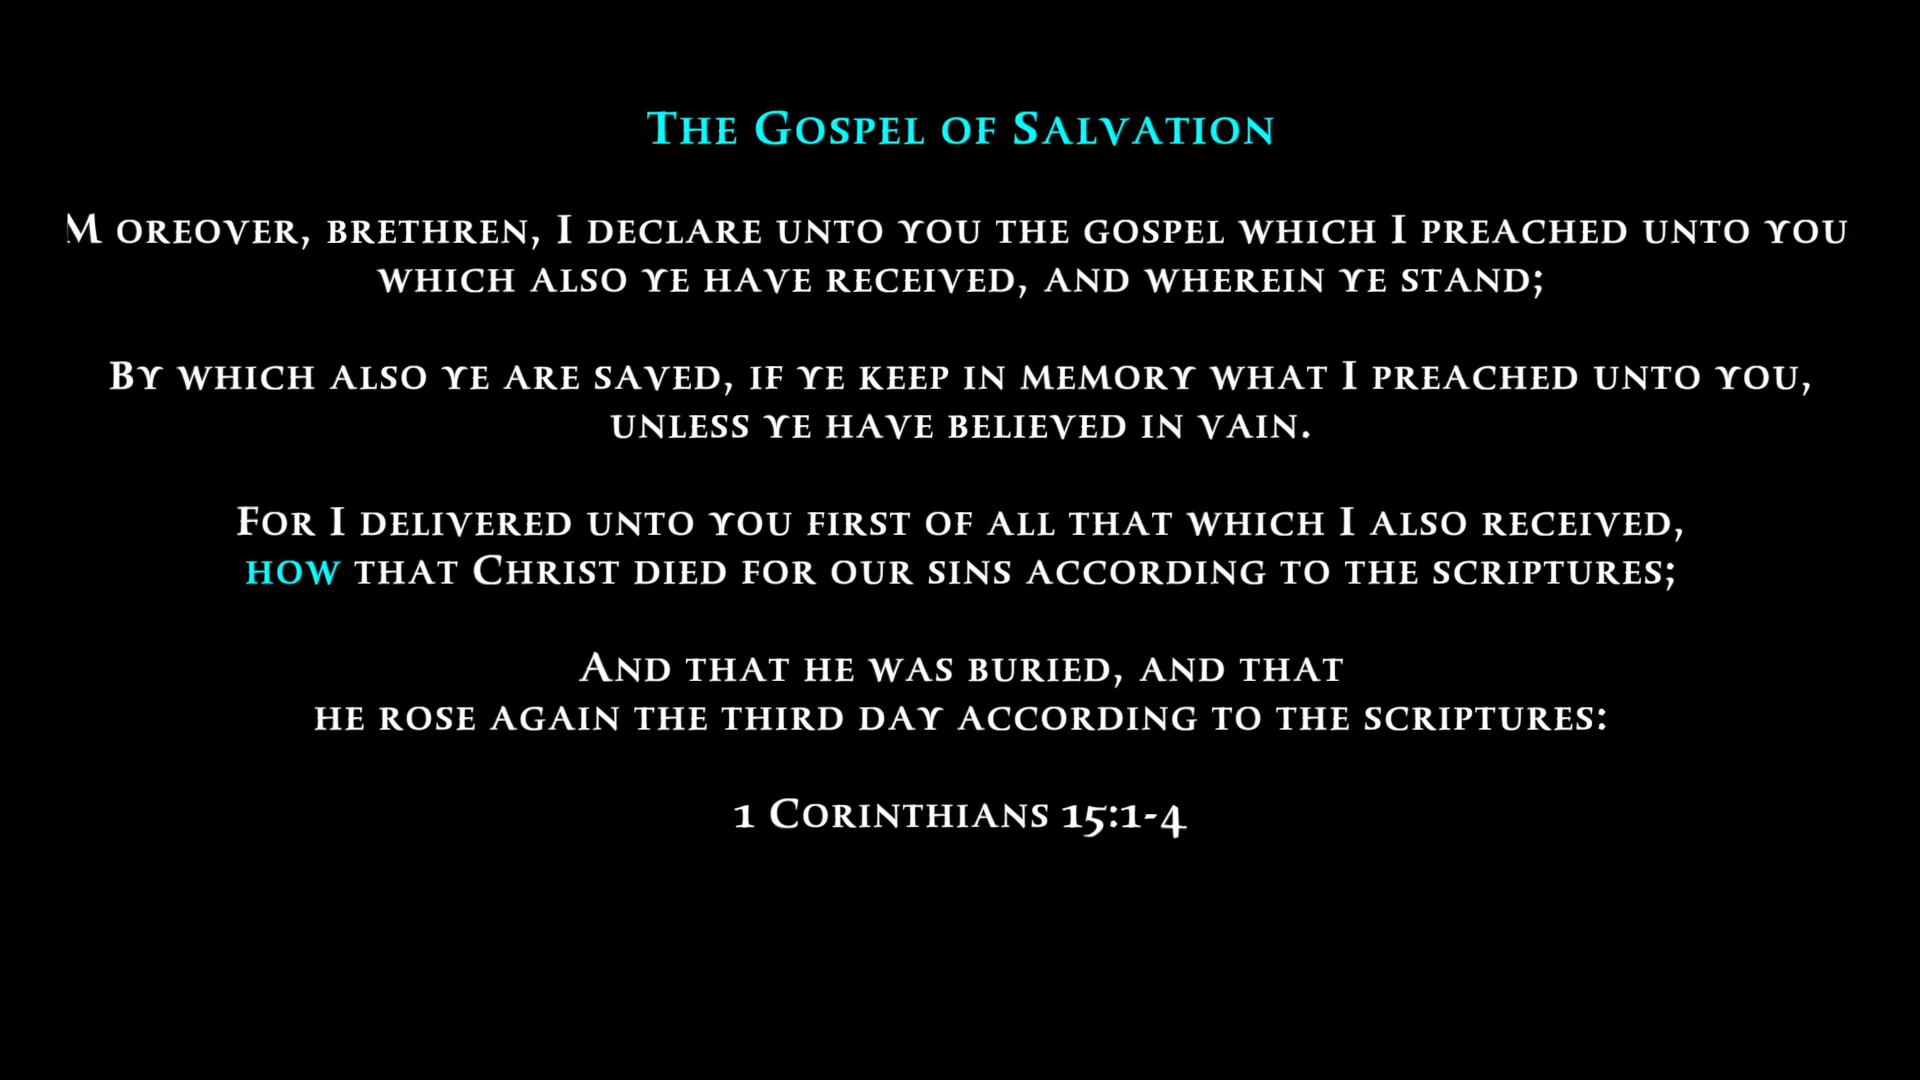 The Gospel of Salvation
M oreover, brethren, I declare unto you the gospel which I preached unto you
which also ye have received, and wherein ye stand;
By which also ye are saved, if ye keep in memory what I preached unto you,
unless ye have believed in vain.
For I delivered unto you first of all that which I also received,
how that Christ died for our sins according to the scriptures;
And that he was buried, and that
he rose again the third day according to the scriptures:
1 Corinthians 15:1-4